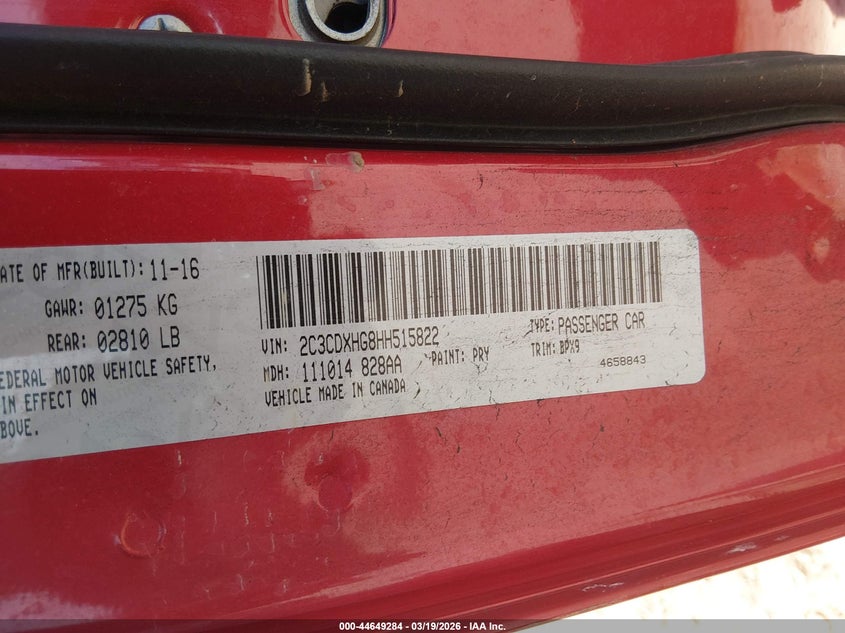 ATE OF MFR(BUILT): 11-16
GAWR: 01275 KG
REAR: 02810 LB
EDERAL MOTOR VEHICLE SAFETY,
IN EFFECT ON
BOVE.
VIN: 2C3CDXHG8HH515822
TYPE: PASSENGER CAR
MDH: 111014 828AA
PAINT: PRY
TRIM: BPX9
VEHICLE MADE IN CANADA
4658843
000-44649284 - 03/19/2026 - IAA Inc.